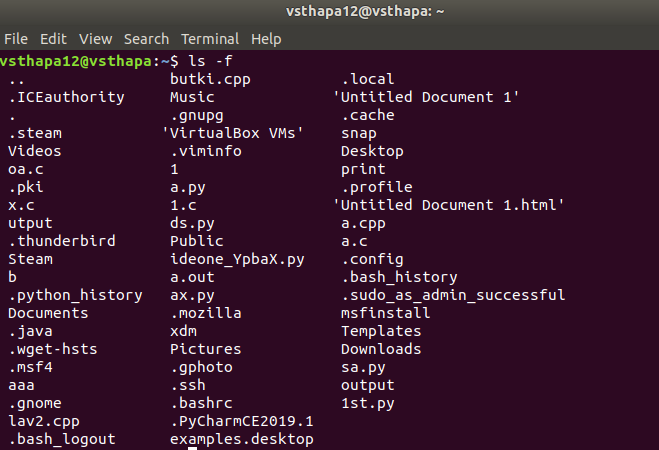 vsthapa12@vsthapa: ~
File Edit View Search Terminal Help
vsthapa12@vsthapa:~$ ls -f
.. butki.cpp .local
.ICEauthority Music 'Untitled Document 1'
. .gnupg .cache
.steam 'VirtualBox VMs' snap
Videos .viminfo Desktop
oa.c 1 print
.pki a.py .profile
x.c 1.c 'Untitled Document 1.html'
utput ds.py a.cpp
.thunderbird Public a.c
Steam ideone_YpbaX.py .config
b a.out .bash_history
.python_history ax.py .sudo_as_admin_successful
Documents .mozilla msfinstall
.java xdm Templates
.wget-hsts Pictures Downloads
.msf4 .gphoto sa.py
aaa .ssh output
.gnome .bashrc 1st.py
lav2.cpp .PyCharmCE2019.1
.bash_logout examples.desktop